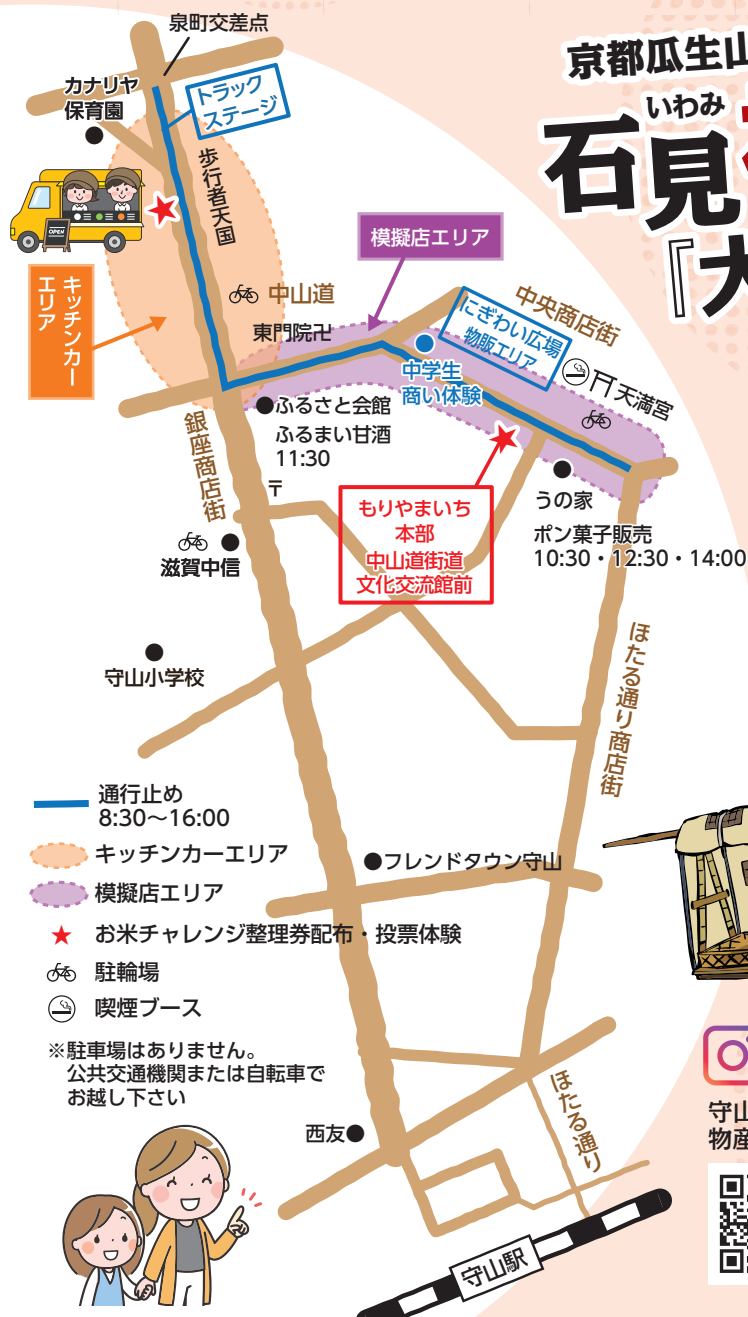 泉町交差点
カナリヤ
保育園
トラック
ステージ
歩行者天国
OPEN
キッチンカー
エリア
模擬店エリア
中山道
東門院卍
中央商店街
にぎわい広場
物販エリア
中学生
商い体験
天満宮
ふるさと会館
ふるまい甘酒
11:30
銀座商店街
〒
滋賀中信
もりやまいち
本部
中山道街道
文化交流館前
うの家
ポン菓子販売
10:30・12:30・14:00
守山小学校
ほたる通り商店街
フレンドタウン守山
通行止め
8:30～16:00
キッチンカーエリア
模擬店エリア
★ お米チャレンジ整理券配布・投票体験
駐輪場
喫煙ブース
※駐車場はありません。
公共交通機関または自転車で
お越し下さい
西友
ほたる通り
守山駅
京都瓜生山
いわみ
石見
『大
守山
物産